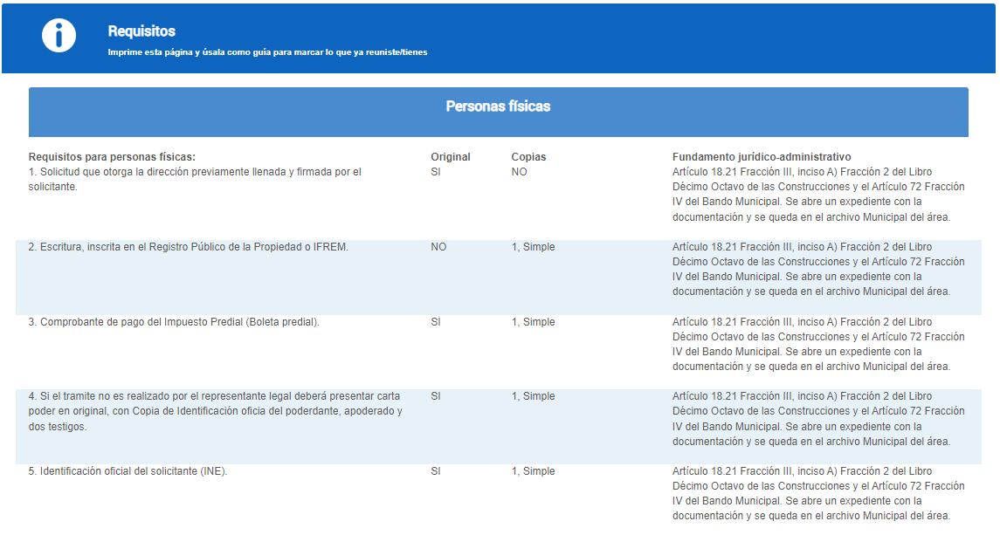 Requisitos
Imprime esta página y úsala como guía para marcar lo que ya reuniste/tienes
Personas físicas
Requisitos para personas físicas: Original Copias Fundamento jurídico-administrativo
1. Solicitud que otorga la dirección previamente llenada y firmada por el SI NO Artículo 18.21 Fracción III, inciso A) Fracción 2 del Libro
solicitante. Décimo Octavo de las Construcciones y el Artículo 72 Fracción
IV del Bando Municipal. Se abre un expediente con la
documentación y se queda en el archivo Municipal del área.
2. Escritura, inscrita en el Registro Público de la Propiedad o IFREM. NO 1, Simple Artículo 18.21 Fracción III, inciso A) Fracción 2 del Libro
Décimo Octavo de las Construcciones y el Artículo 72 Fracción
IV del Bando Municipal. Se abre un expediente con la
documentación y se queda en el archivo Municipal del área.
3. Comprobante de pago del Impuesto Predial (Boleta predial). SI 1, Simple Artículo 18.21 Fracción III, inciso A) Fracción 2 del Libro
Décimo Octavo de las Construcciones y el Artículo 72 Fracción
IV del Bando Municipal. Se abre un expediente con la
documentación y se queda en el archivo Municipal del área.
4. Si el tramite no es realizado por el representante legal deberá presentar carta SI 1, Simple Artículo 18.21 Fracción III, inciso A) Fracción 2 del Libro
poder en original, con Copia de Identificación oficia del poderdante, apoderado y Décimo Octavo de las Construcciones y el Artículo 72 Fracción
dos testigos. IV del Bando Municipal. Se abre un expediente con la
documentación y se queda en el archivo Municipal del área.
5. Identificación oficial del solicitante (INE). SI 1, Simple Artículo 18.21 Fracción III, inciso A) Fracción 2 del Libro
Décimo Octavo de las Construcciones y el Artículo 72 Fracción
IV del Bando Municipal. Se abre un expediente con la
documentación y se queda en el archivo Municipal del área.